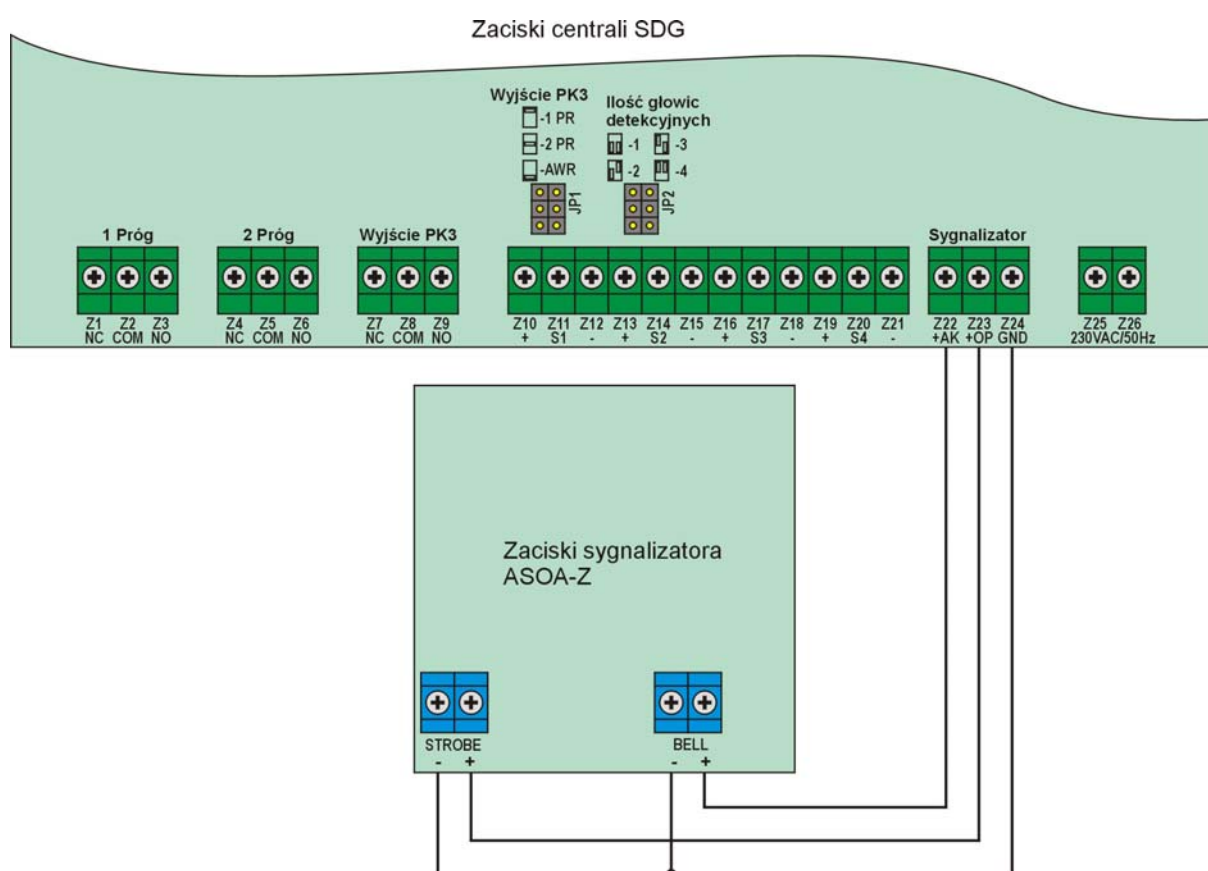 Zaciski centrali SDG
Wyjście PK3
-1 PR
-2 PR
-AWR
Ilość głowic
detekcyjnych
-1 -3
-2 -4
JP1
JP2
1 Próg 2 Próg Wyjście PK3 Sygnalizator
Z1 Z2 Z3 Z4 Z5 Z6 Z7 Z8 Z9 Z10 Z11 Z12 Z13 Z14 Z15 Z16 Z17 Z18 Z19 Z20 Z21 Z22 Z23 Z24 Z25 Z26
NC COM NO NC COM NO NC COM NO + S1 - + S2 - + S3 - + S4 - +AK +OP GND 230VAC/50Hz
Zaciski sygnalizatora
ASOA-Z
STROBE BELL
- + - +